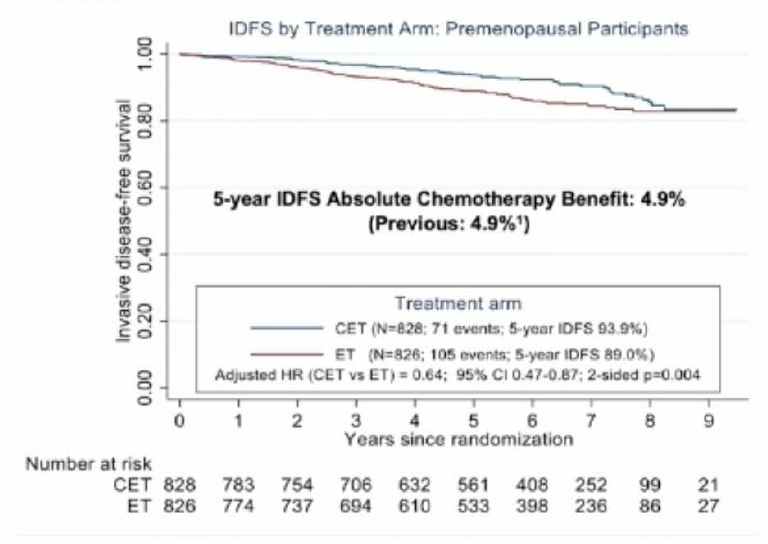 IDFS by Treatment Arm: Premenopausal Participants
1.00
0.80
0.60
0.40
0.20
0.00
Invasive disease-free survival
5-year IDFS Absolute Chemotherapy Benefit: 4.9%
(Previous: 4.9%¹)
Treatment arm
CET (N=828; 71 events; 5-year IDFS 93.9%)
ET (N=826; 105 events; 5-year IDFS 89.0%)
Adjusted HR (CET vs ET) = 0.64; 95% CI 0.47-0.87; 2-sided p=0.004
0 1 2 3 4 5 6 7 8 9
Years since randomization
Number at risk
CET 828 783 754 706 632 561 408 252 99 21
ET 826 774 737 694 610 533 398 236 86 27